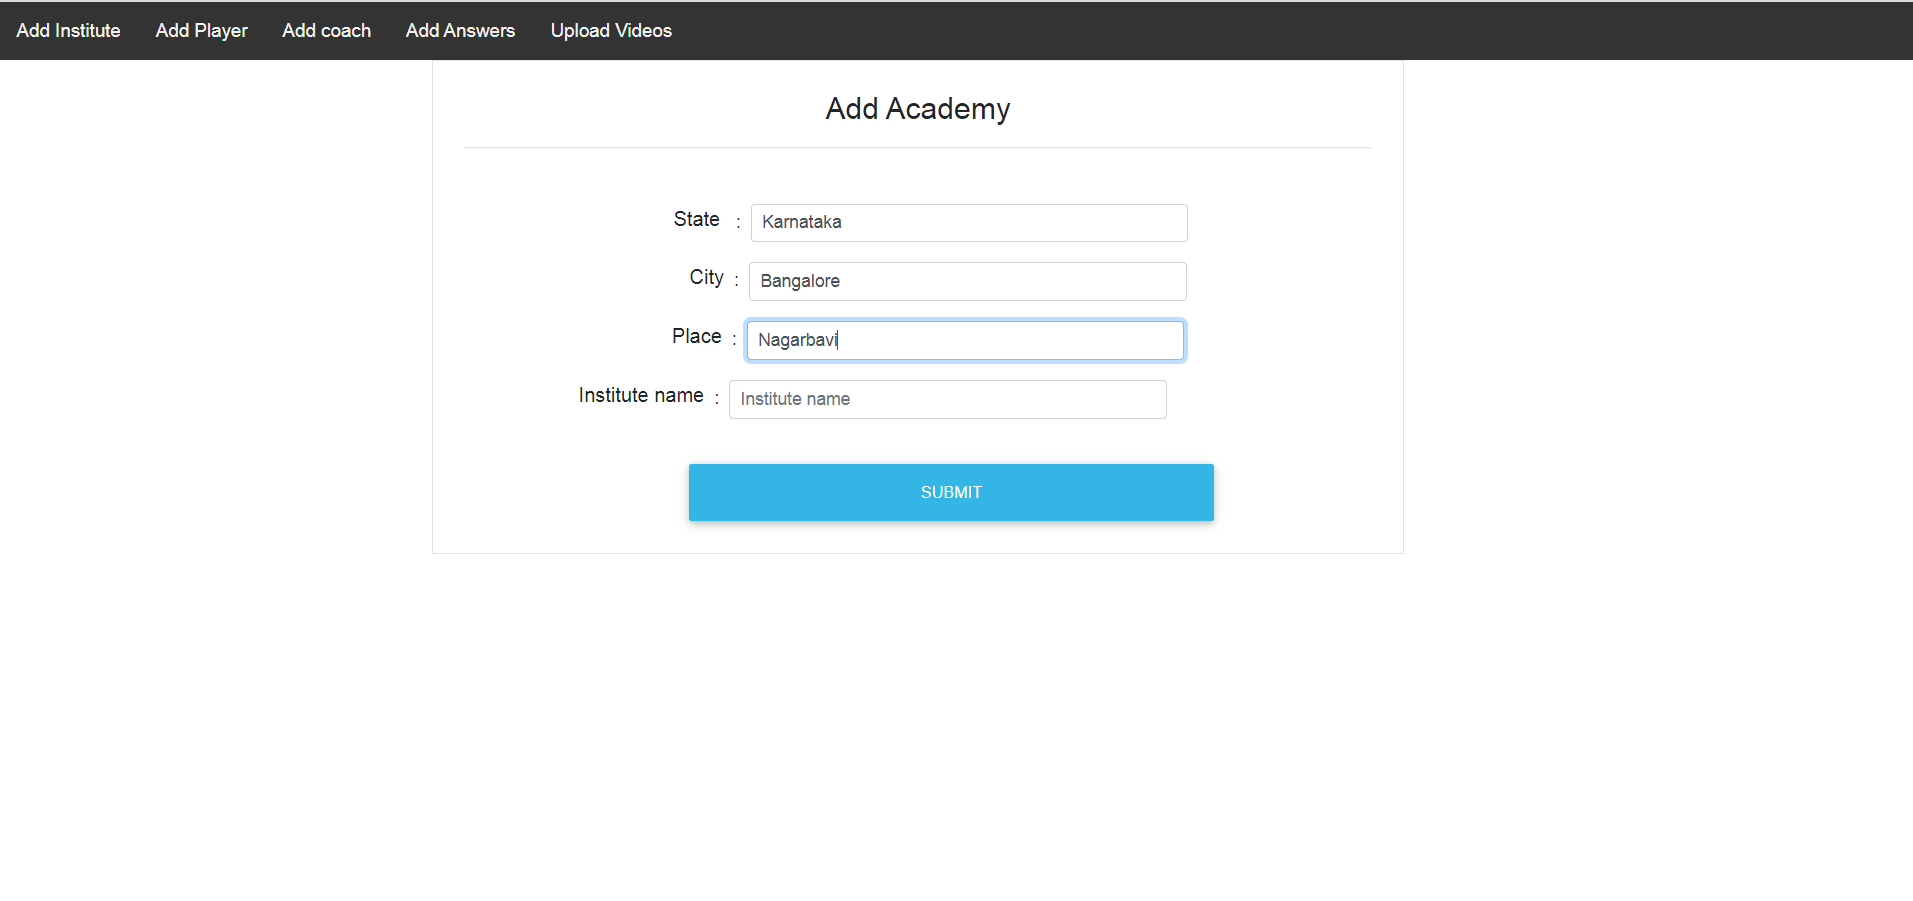 Add Institute Add Player Add coach Add Answers Upload Videos
Add Academy
State : Karnataka
City : Bangalore
Place : Nagarbavi
Institute name : Institute name
SUBMIT